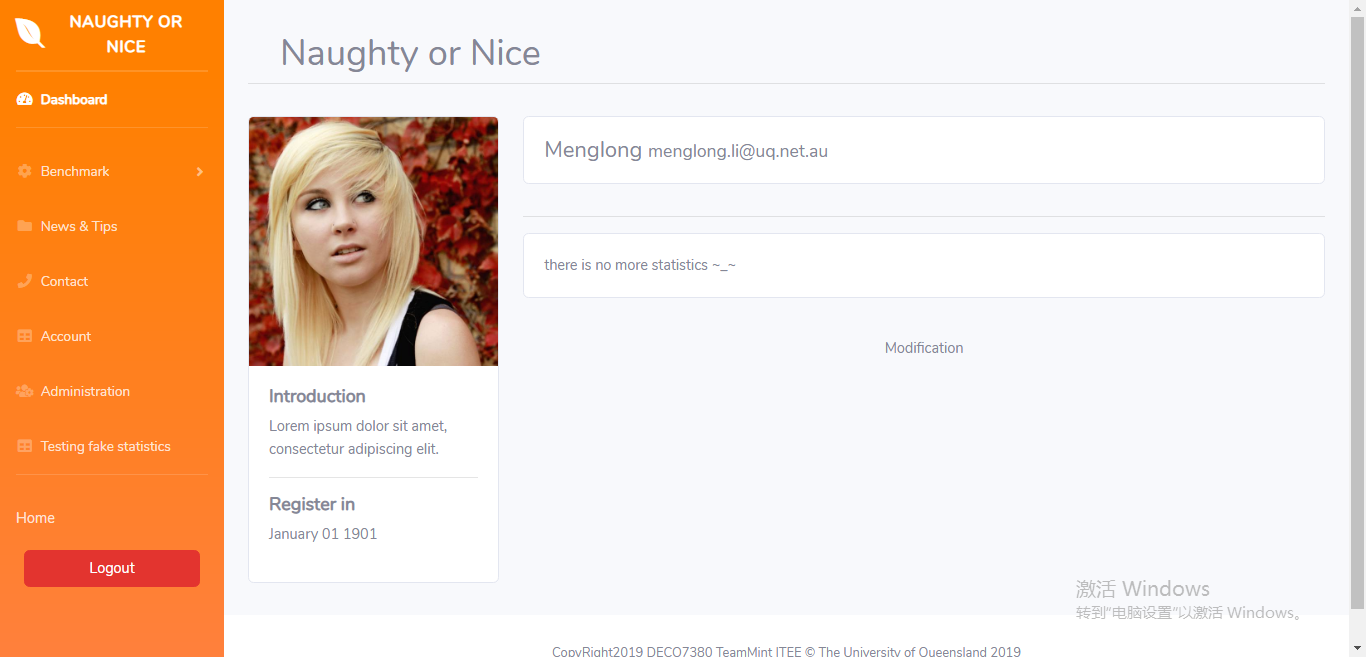 NAUGHTY OR
NICE
Dashboard
Benchmark
News & Tips
Contact
Account
Administration
Testing fake statistics
Home
Logout
Naughty or Nice
Introduction
Lorem ipsum dolor sit amet,
consectetur adipiscing elit.
Register in
January 01 1901
Menglong menglong.li@uq.net.au
there is no more statistics ~_~
Modification
激活 Windows
转到"电脑设置"以激活 Windows。
CopyRight2019 DECO7380 TeamMint ITEE © The University of Queensland 2019